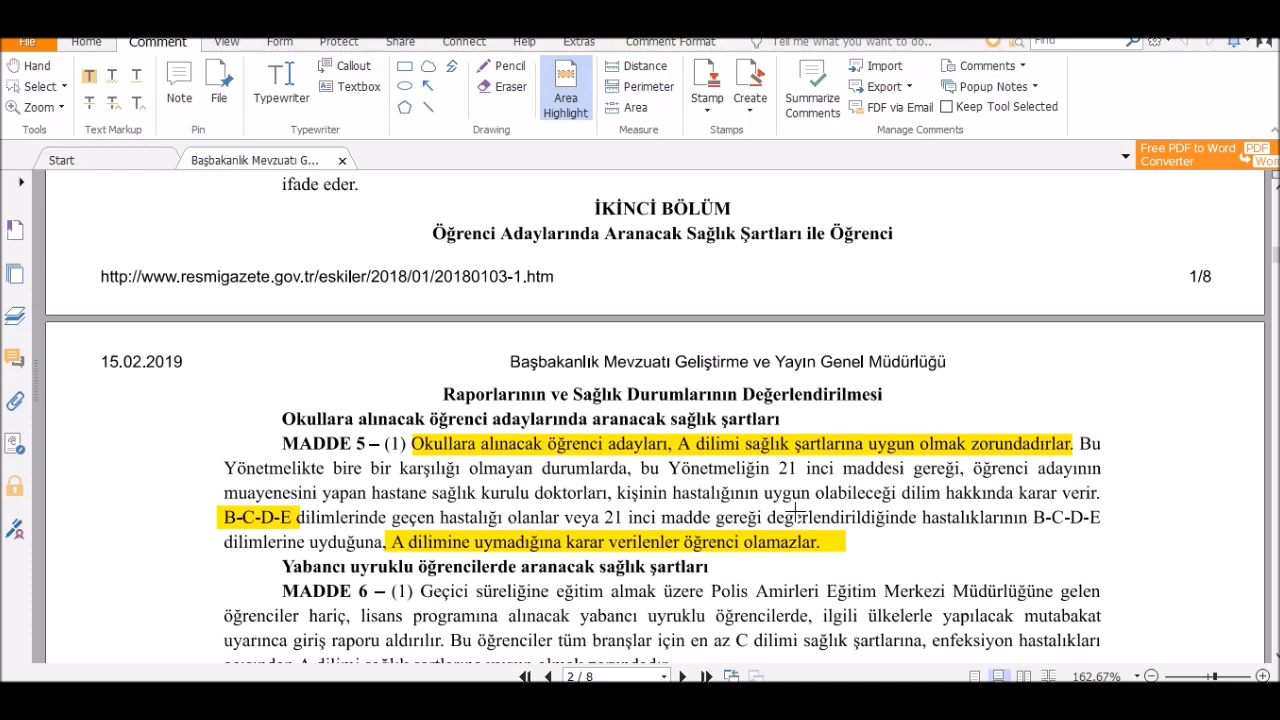 File Home Comment View Form Protect Share Connect Help Extras Comment Format Tell me what you want to do.. Find
Hand
Select
Zoom
Tools
Text Markup
Note
File
Pin
Typewriter
Callout
Textbox
Typewriter
Pencil
Eraser
Drawing
Area
Highlight
Distance
Perimeter
Area
Measure
Stamp
Create
Stamps
Summarize
Comments
Import
Export
FDF via Email
Comments
Popup Notes
Keep Tool Selected
Manage Comments
Start
Başbakanlık Mevzuatı G...
Free PDF to Word
Converter
PDF
ifade eder.
İKİNCİ BÖLÜM
Öğrenci Adaylarında Aranacak Sağlık Şartları ile Öğrenci
http://www.resmigazete.gov.tr/eskiler/2018/01/20180103-1.htm 1/8
15.02.2019 Başbakanlık Mevzuatı Geliştirme ve Yayın Genel Müdürlüğü
Raporlarının ve Sağlık Durumlarının Değerlendirilmesi
Okullara alınacak öğrenci adaylarında aranacak sağlık şartları
MADDE 5 – (1) Okullara alınacak öğrenci adayları, A dilimi sağlık şartlarına uygun olmak zorundadırlar. Bu
Yönetmelikte bire bir karşılığı olmayan durumlarda, bu Yönetmeliğin 21 inci maddesi gereği, öğrenci adayının
muayenesini yapan hastane sağlık kurulu doktorları, kişinin hastalığının uygun olabileceği dilim hakkında karar verir.
B-C-D-E dilimlerinde geçen hastalığı olanlar veya 21 inci madde gereği değerlendirildiğinde hastalıklarının B-C-D-E
dilimlerine uyduğuna, A dilimine uymadığına karar verilenler öğrenci olamazlar.
Yabancı uyruklu öğrencilerde aranacak sağlık şartları
MADDE 6 – (1) Geçici süreliğine eğitim almak üzere Polis Amirleri Eğitim Merkezi Müdürlüğüne gelen
öğrenciler hariç, lisans programına alınacak yabancı uyruklu öğrencilerde, ilgili ülkelerle yapılacak mutabakat
uyarınca giriş raporu aldırılır. Bu öğrenciler tüm branşlar için en az C dilimi sağlık şartlarına, enfeksiyon hastalıkları
A dilimi sağlık şartlarına uygun olmak zorundadır.
2 / 8
162.67%